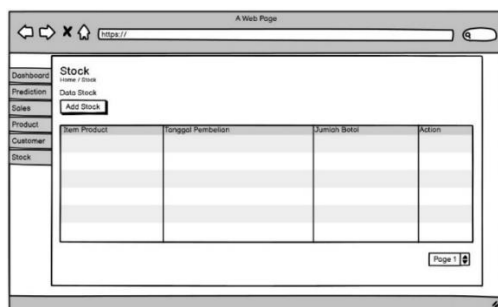 A Web Page
https://
Dashboard
Prediction
Sales
Product
Customer
Stock
Stock
Home / Stock
Data Stock
Add Stock
Item Product Tanggal Pembelian Jumlah Botol Action
Page 1